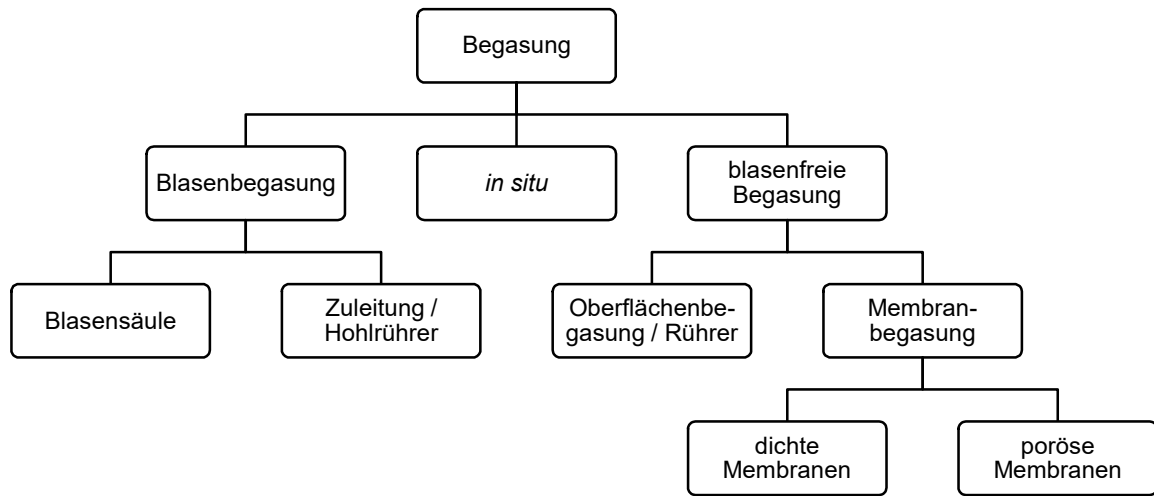 Begasung
Blasenbegasung
in situ
blasenfreie
Begasung
Blasensäule
Zuleitung /
Hohlrührer
Oberflächenbe-
gasung / Rührer
Membran-
begasung
dichte
Membranen
poröse
Membranen